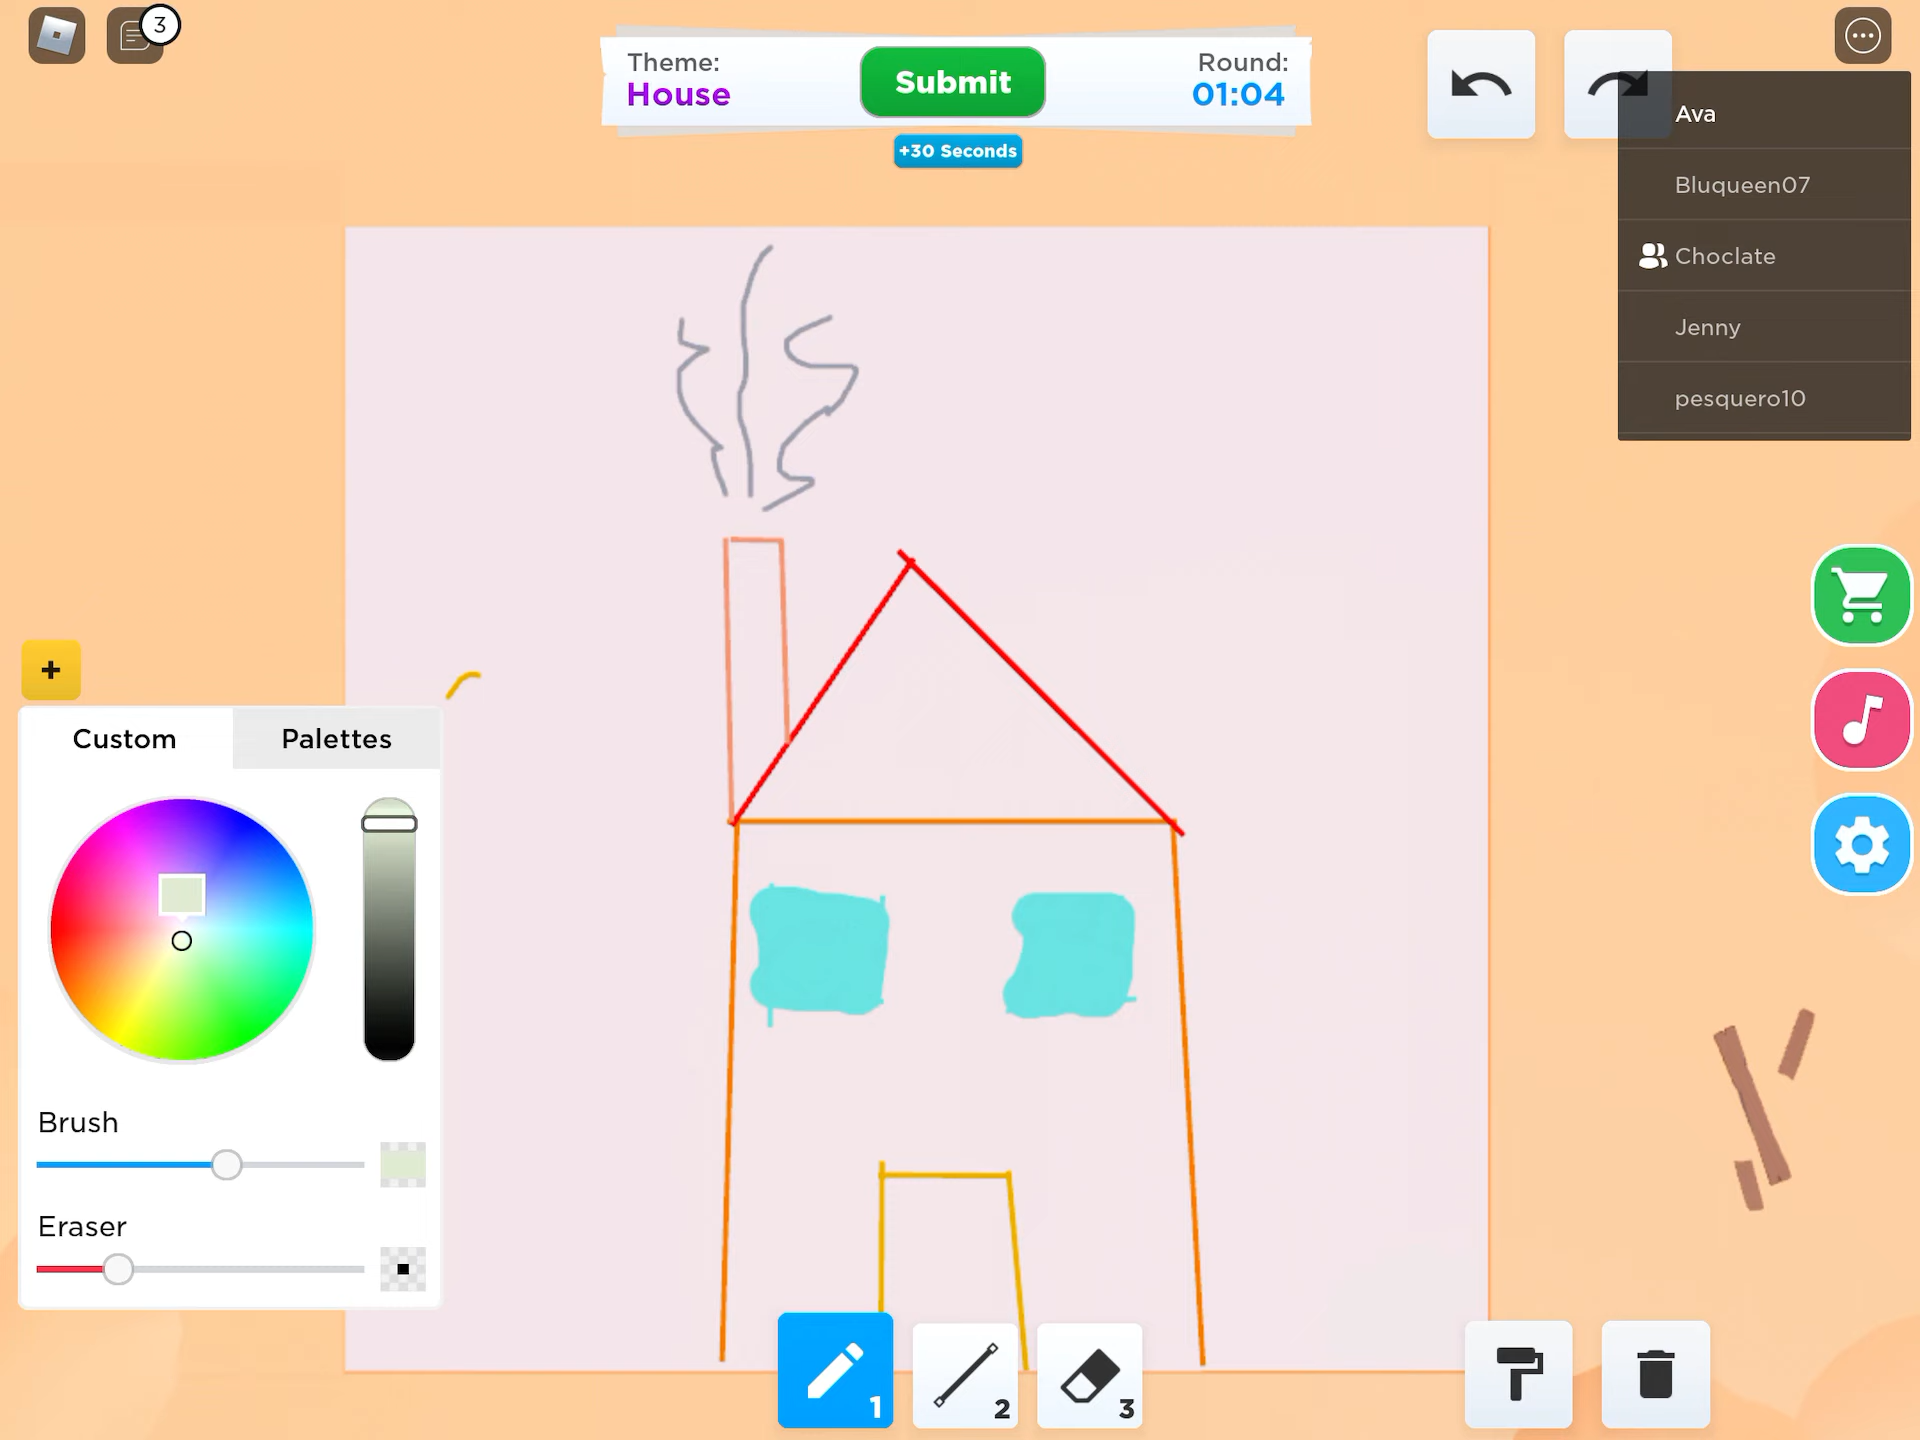 3
Theme:
House
Submit
Round:
01:04
+30 Seconds
Ava
Bluqueen07
Choclate
Jenny
pesquero10
+
Custom
Palettes
Brush
Eraser
1
2
3